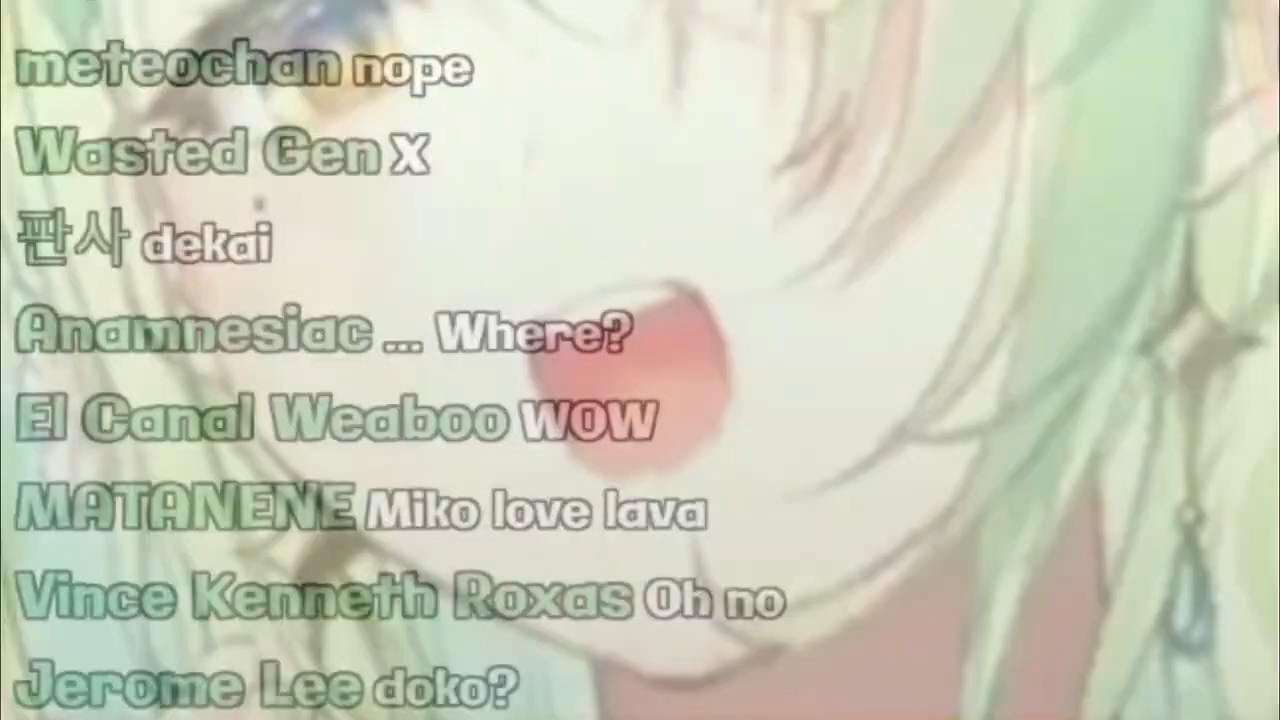 meteochan nope
Wasted Gen X
판사 dekai
Anamnesiac ... Where?
El Canal Weaboo WOW
MATANENE Miko love lava
Vince Kenneth Roxas Oh no
Jerome Lee doko?